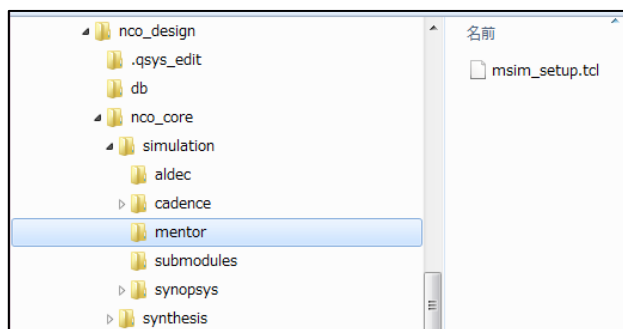 nco_design
.qsys_edit
db
nco_core
simulation
aldec
cadence
mentor
submodules
synopsys
synthesis
名前
msim_setup.tcl